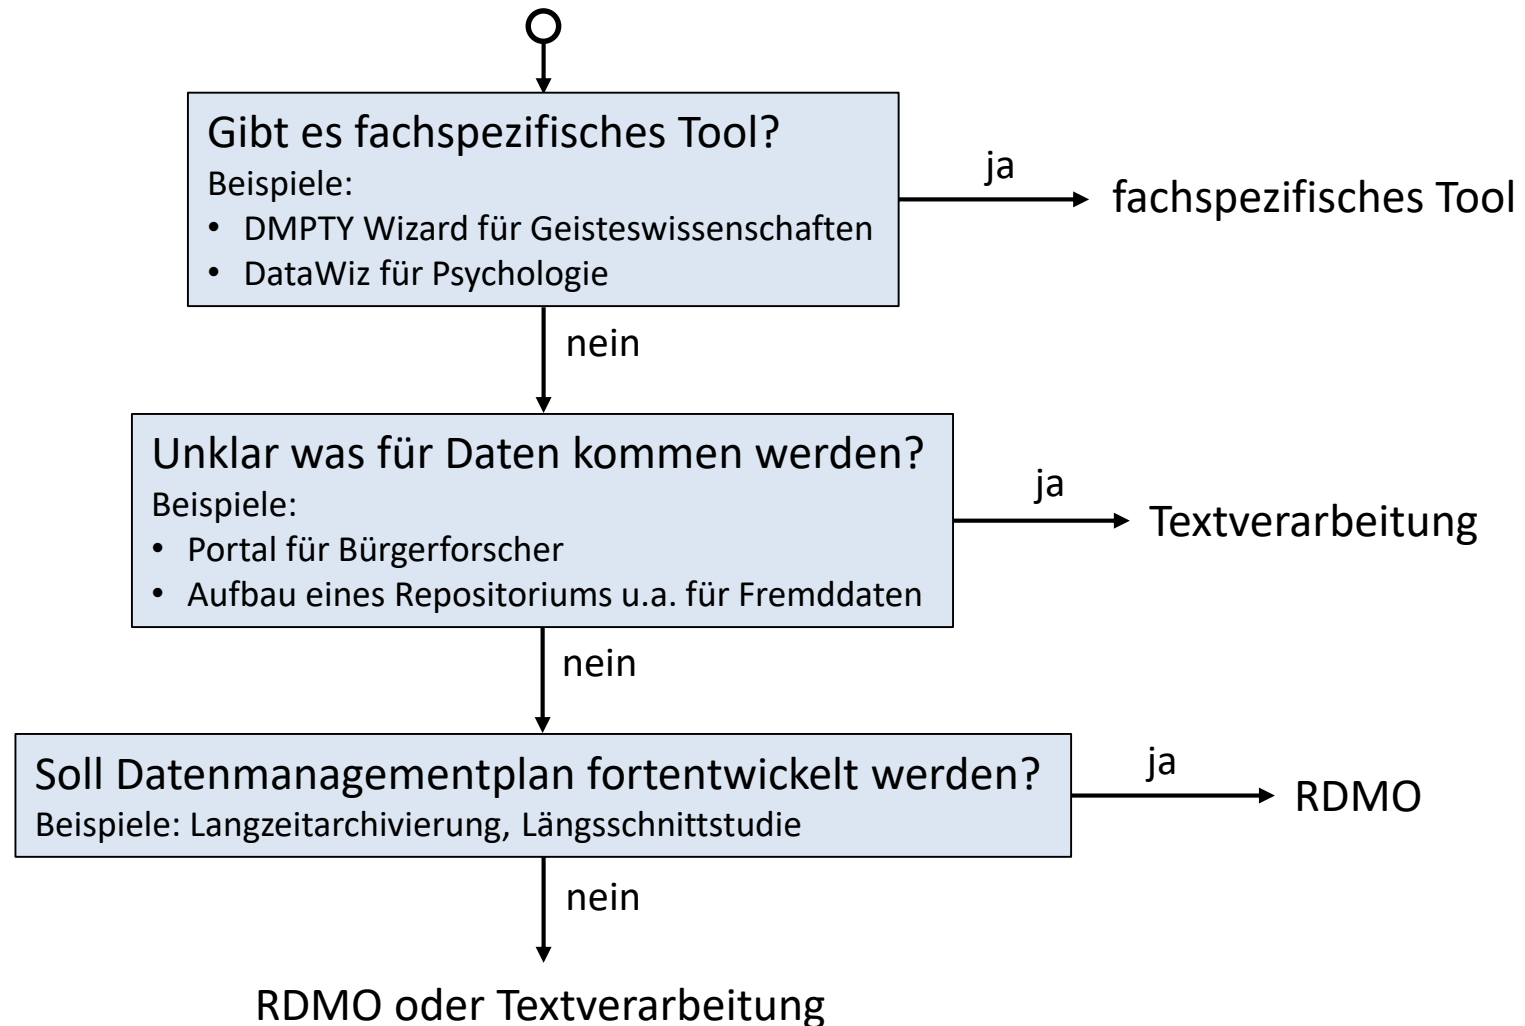 Gibt es fachspezifisches Tool?
Beispiele:
• DMPTY Wizard für Geisteswissenschaften
• DataWiz für Psychologie
ja
fachspezifisches Tool
nein
Unklar was für Daten kommen werden?
Beispiele:
• Portal für Bürgerforscher
• Aufbau eines Repositoriums u.a. für Fremddaten
ja
Textverarbeitung
nein
Soll Datenmanagementplan fortentwickelt werden?
Beispiele: Langzeitarchivierung, Längsschnittstudie
ja
RDMO
nein
RDMO oder Textverarbeitung